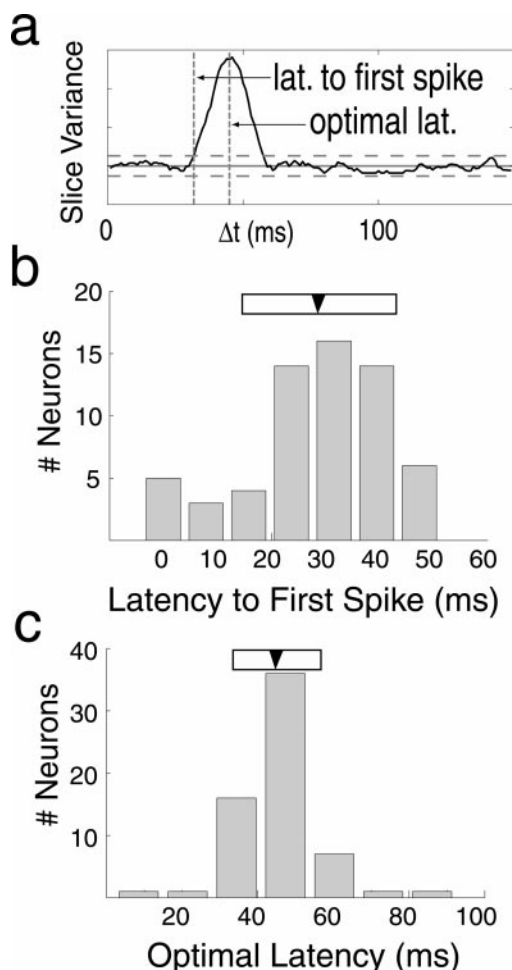 a
Slice Variance
lat. to first spike
optimal lat.
0 Δt (ms) 100
b
# Neurons
20
15
10
5
0 10 20 30 40 50 60
Latency to First Spike (ms)
c
# Neurons
40
30
20
10
20 40 60 80 100
Optimal Latency (ms)